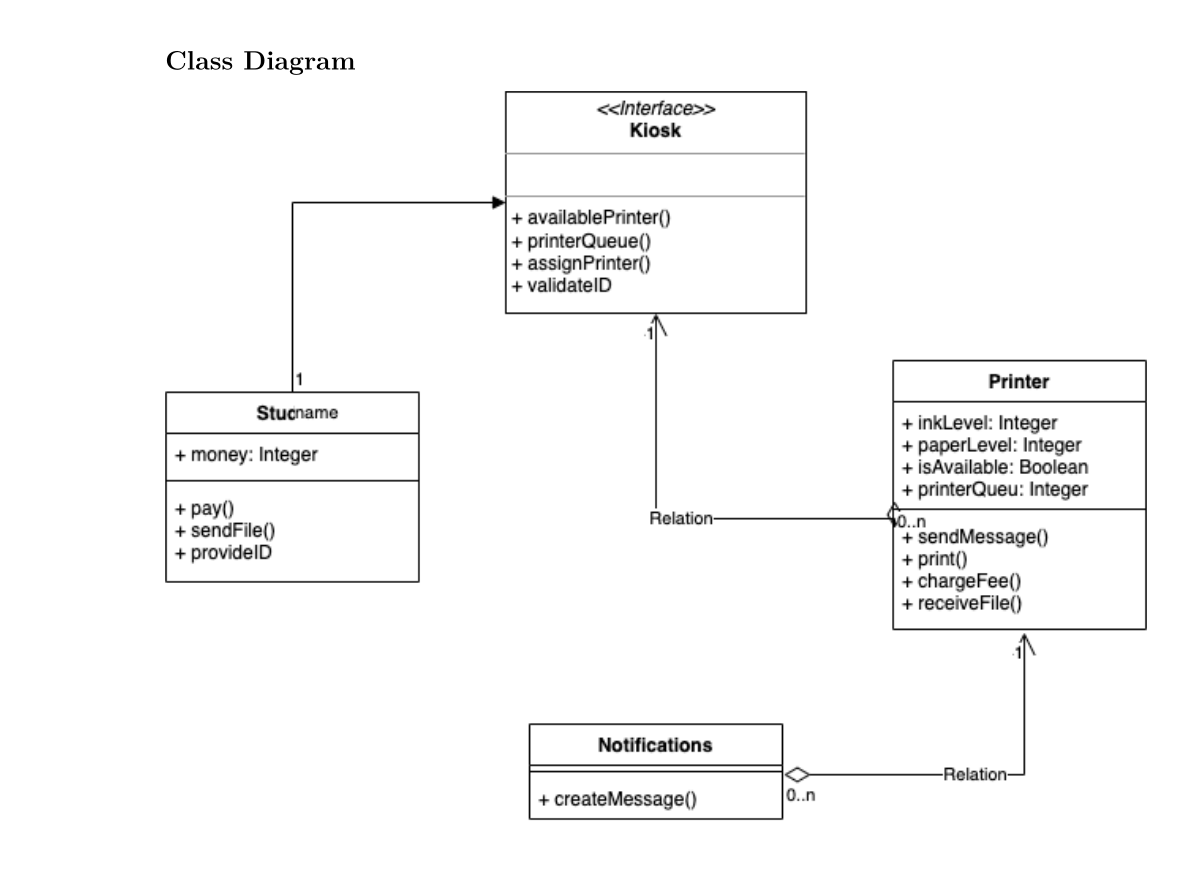 Class Diagram
<<Interface>>
Kiosk
+ availablePrinter()
+ printerQueue()
+ assignPrinter()
+ validateID
1
1
name
+ money: Integer
+ pay()
+ sendFile()
+ provideID
Printer
+ inkLevel: Integer
+ paperLevel: Integer
+ isAvailable: Boolean
+ printerQueu: Integer
Relation
0..n
+ sendMessage()
+ print()
+ chargeFee()
+ receiveFile()
1
Notifications
+ createMessage()
Relation
0..n